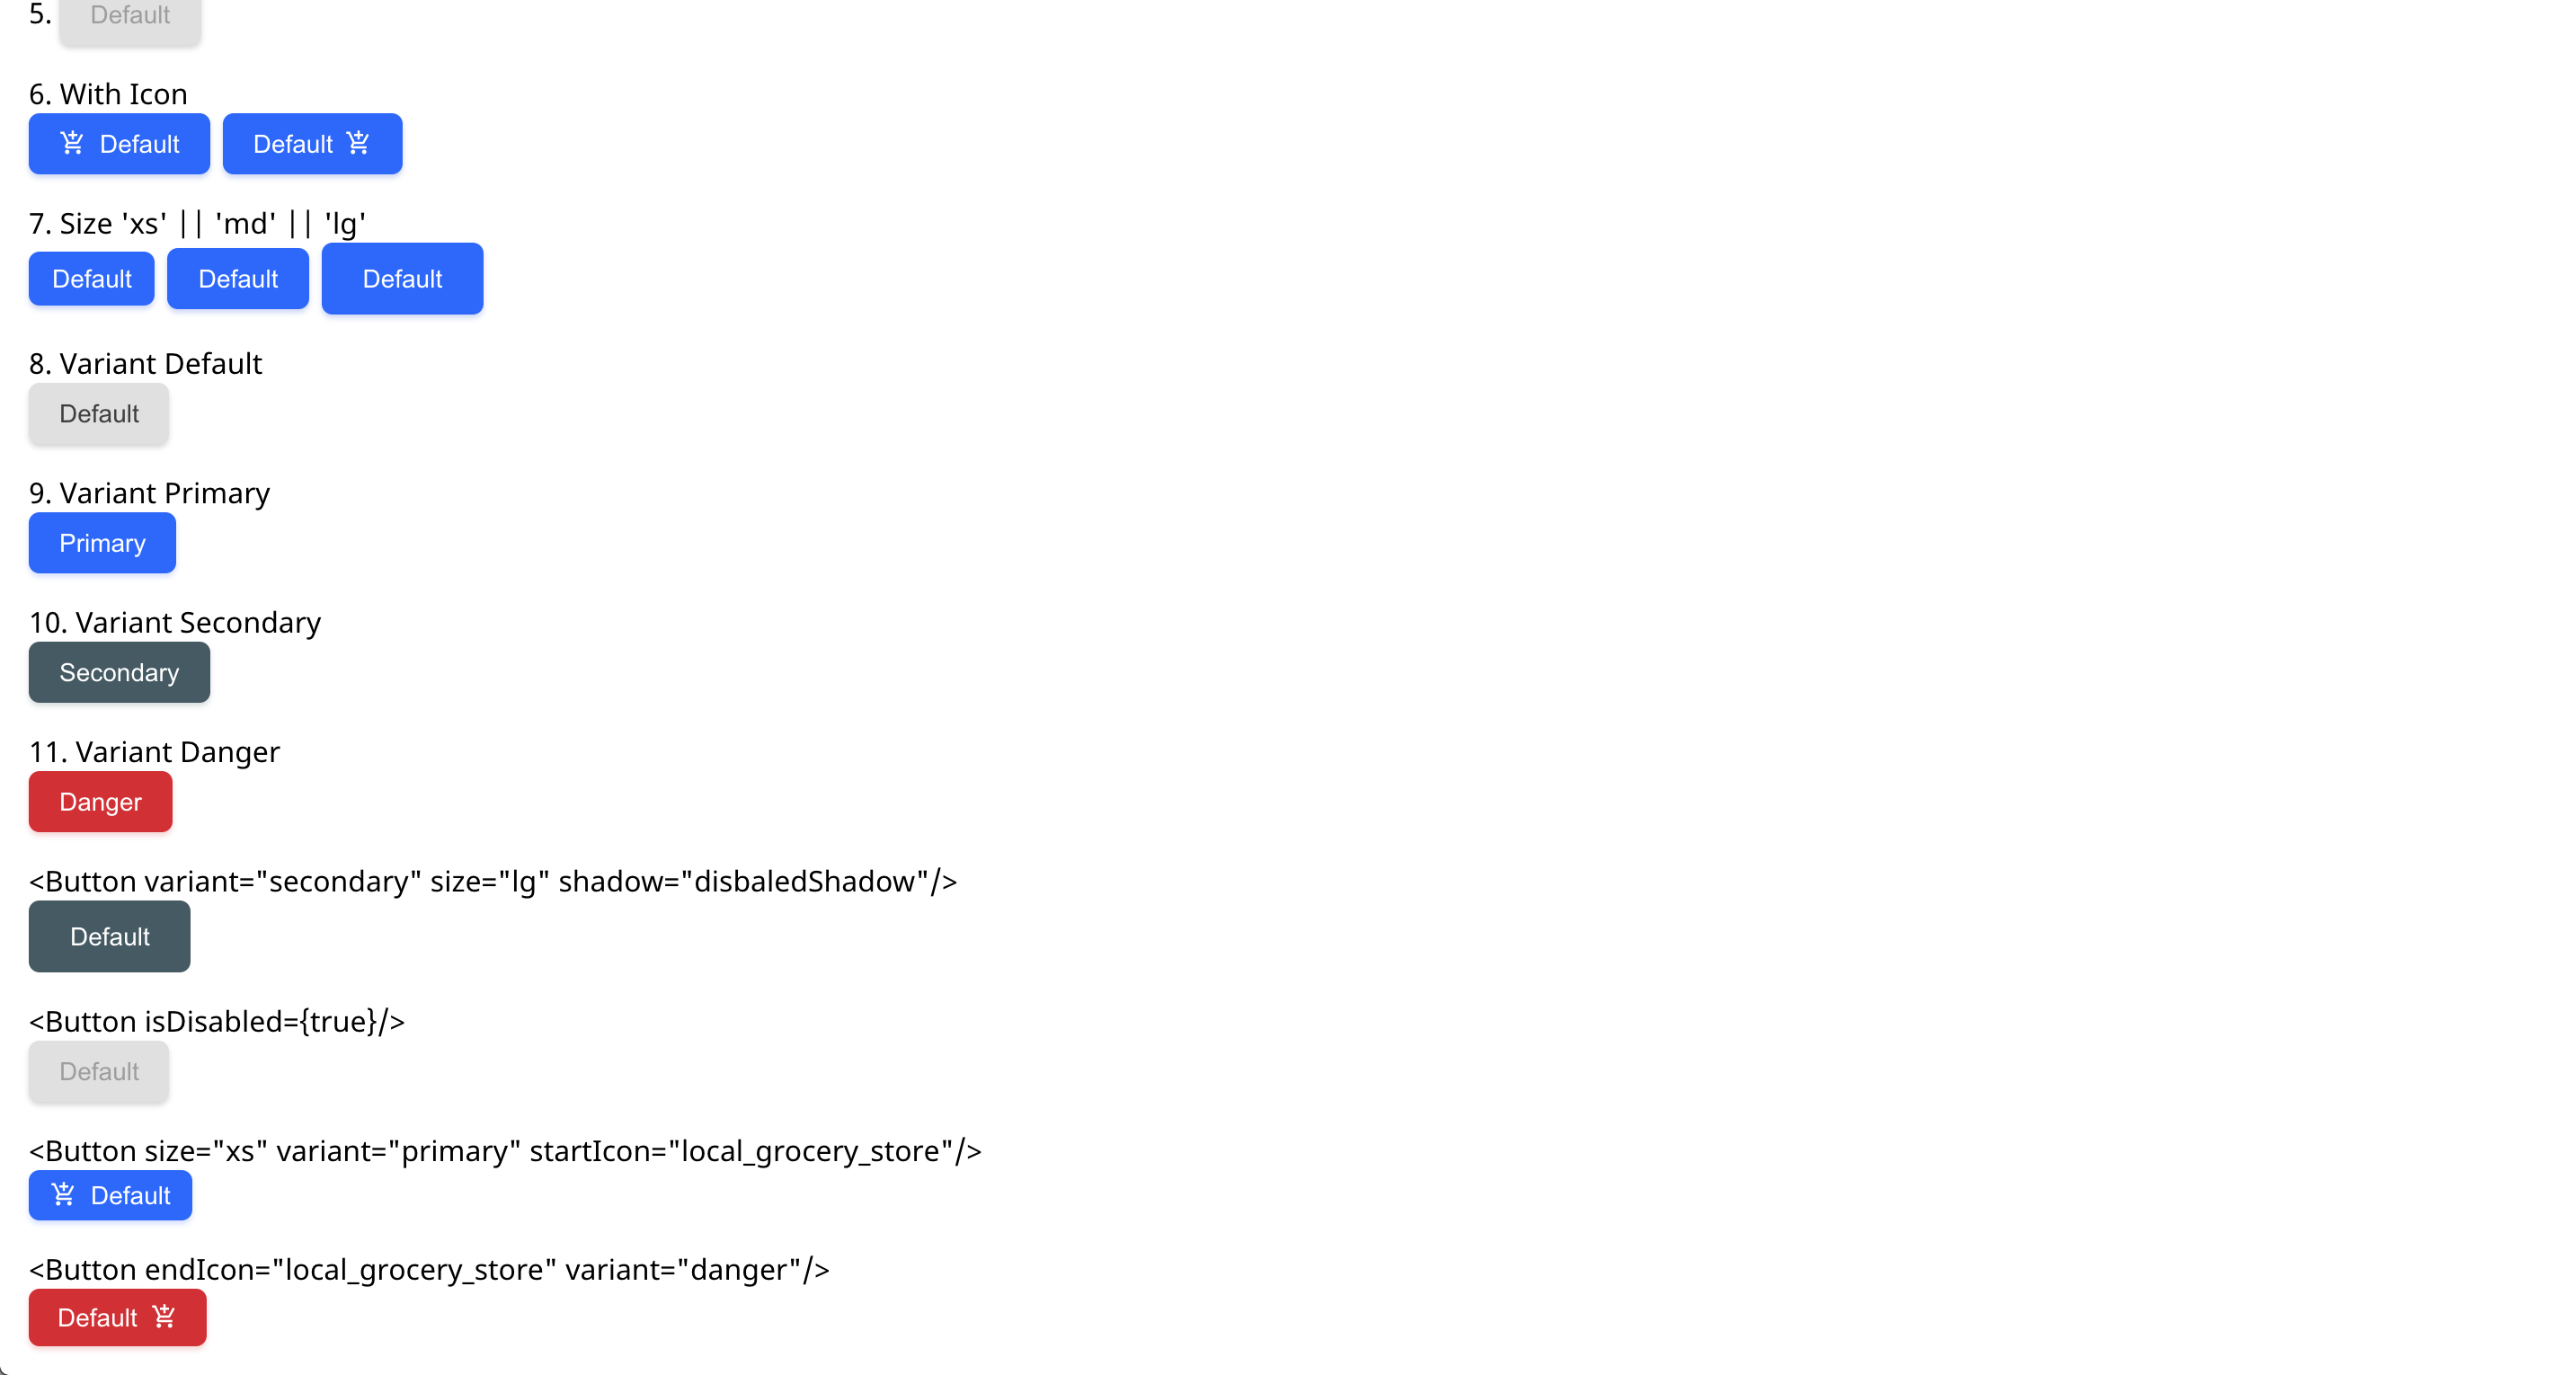 5. Default
6. With Icon
Default Default
7. Size 'xs' || 'md' || 'lg'
Default Default Default
8. Variant Default
Default
9. Variant Primary
Primary
10. Variant Secondary
Secondary
11. Variant Danger
Danger
<Button variant="secondary" size="lg" shadow="disbaledShadow"/>
Default
<Button isDisabled={true}/>
Default
<Button size="xs" variant="primary" startIcon="local_grocery_store"/>
Default
<Button endIcon="local_grocery_store" variant="danger"/>
Default